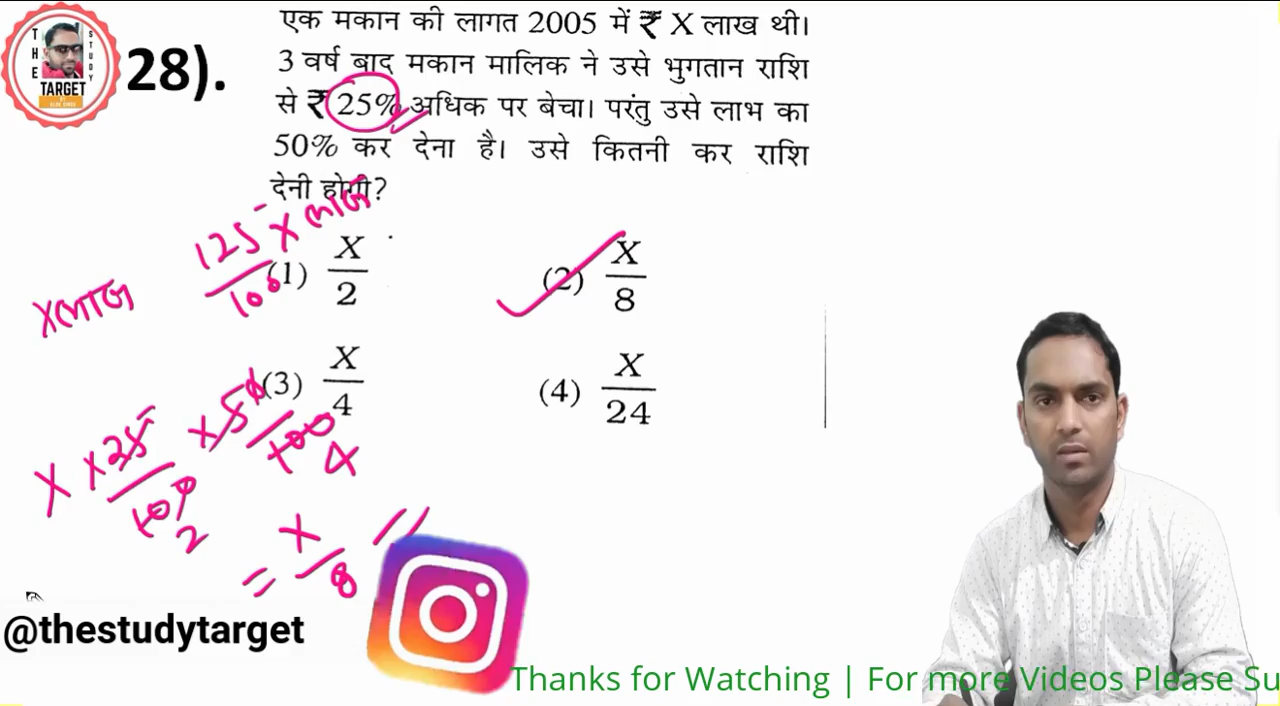 THE
STUDY
TARGET
28).
एक मकान की लागत 2005 में ₹ X लाख थी।
3 वर्ष बाद मकान मालिक ने उसे भुगतान राशि
से ₹ 25% अधिक पर बेचा। परंतु उसे लाभ का
50% कर देना है। उसे कितनी कर राशि
देनी होगी?
X लाख
125 X लाख
100
(1) X/2
(2) X/8
(3) X/4
(4) X/24
X × 25/100 × 50/100
2
4
= X/8
@thestudytarget
Thanks for Watching | For more Videos Please Su